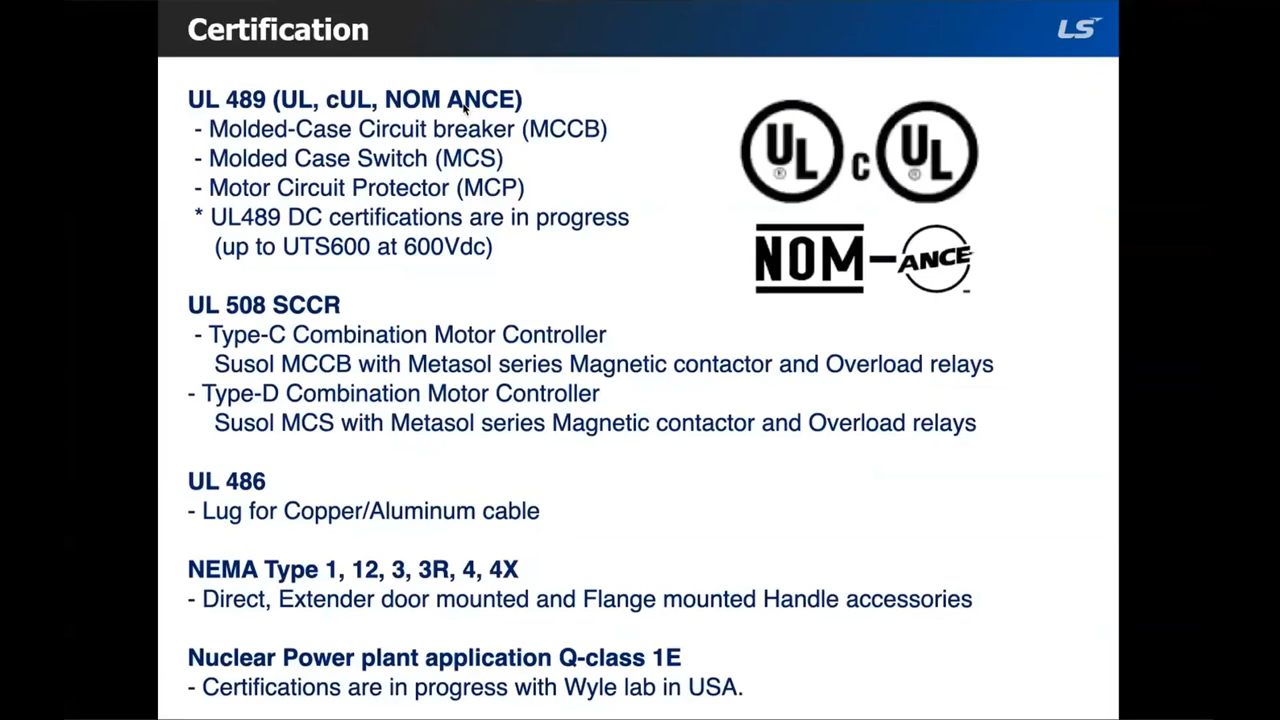 Certification
LS
UL 489 (UL, cUL, NOM ANCE)
- Molded-Case Circuit breaker (MCCB)
- Molded Case Switch (MCS)
- Motor Circuit Protector (MCP)
* UL489 DC certifications are in progress
(up to UTS600 at 600Vdc)
UL ® C UL ®
NOM-ANCE
UL 508 SCCR
- Type-C Combination Motor Controller
Susol MCCB with Metasol series Magnetic contactor and Overload relays
- Type-D Combination Motor Controller
Susol MCS with Metasol series Magnetic contactor and Overload relays
UL 486
- Lug for Copper/Aluminum cable
NEMA Type 1, 12, 3, 3R, 4, 4X
- Direct, Extender door mounted and Flange mounted Handle accessories
Nuclear Power plant application Q-class 1E
- Certifications are in progress with Wyle lab in USA.